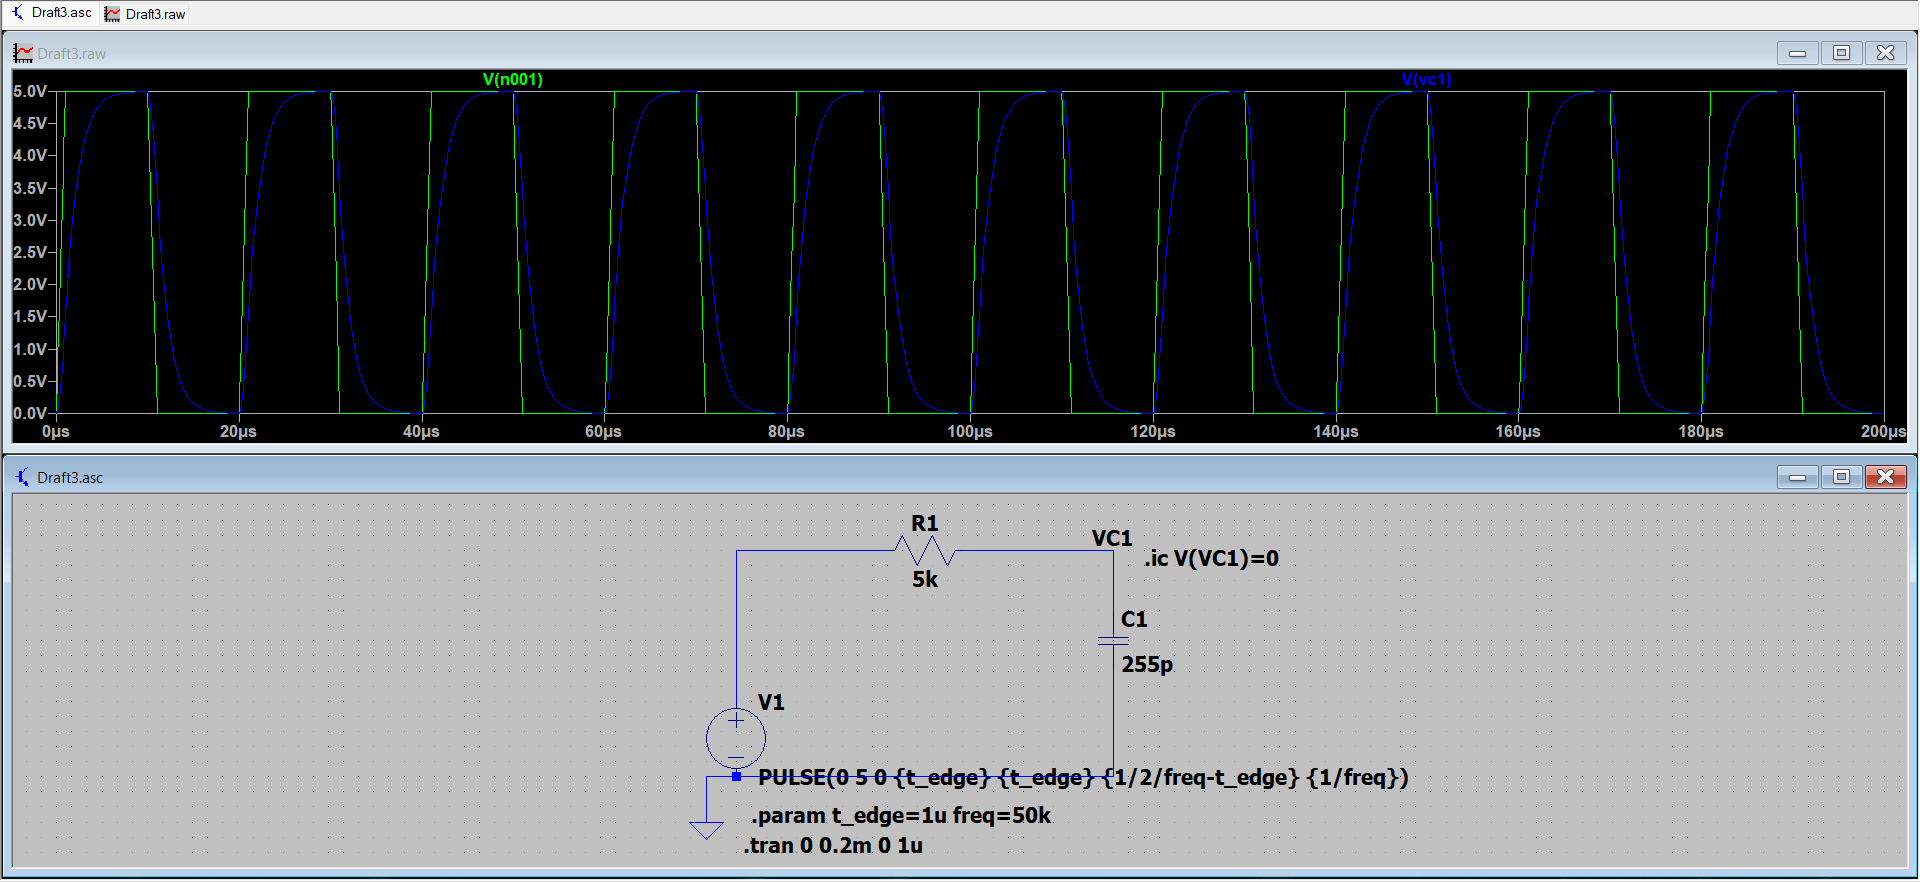 Draft3.asc Draft3.raw
Draft3.raw
V(n001) V(vc1)
5.0V
4.5V
4.0V
3.5V
3.0V
2.5V
2.0V
1.5V
1.0V
0.5V
0.0V
0µs 20µs 40µs 60µs 80µs 100µs 120µs 140µs 160µs 180µs 200µs
Draft3.asc
R1
5k
VC1
.ic V(VC1)=0
C1
255p
V1
PULSE(0 5 0 {t_edge} {t_edge} {1/2/freq-t_edge} {1/freq})
.param t_edge=1u freq=50k
.tran 0 0.2m 0 1u